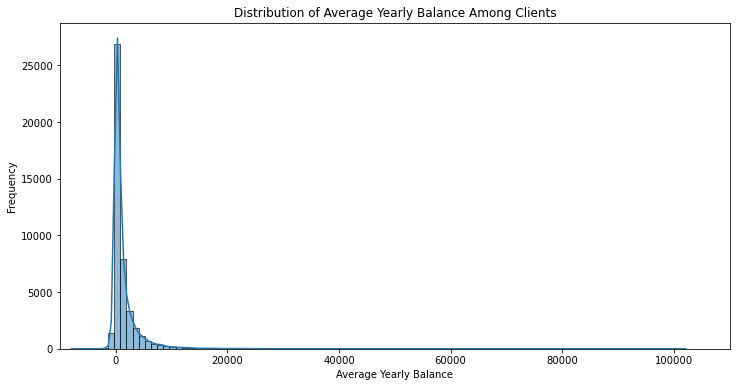 Distribution of Average Yearly Balance Among Clients
25000
20000
15000
10000
5000
0
Frequency
0 20000 40000 60000 80000 100000
Average Yearly Balance